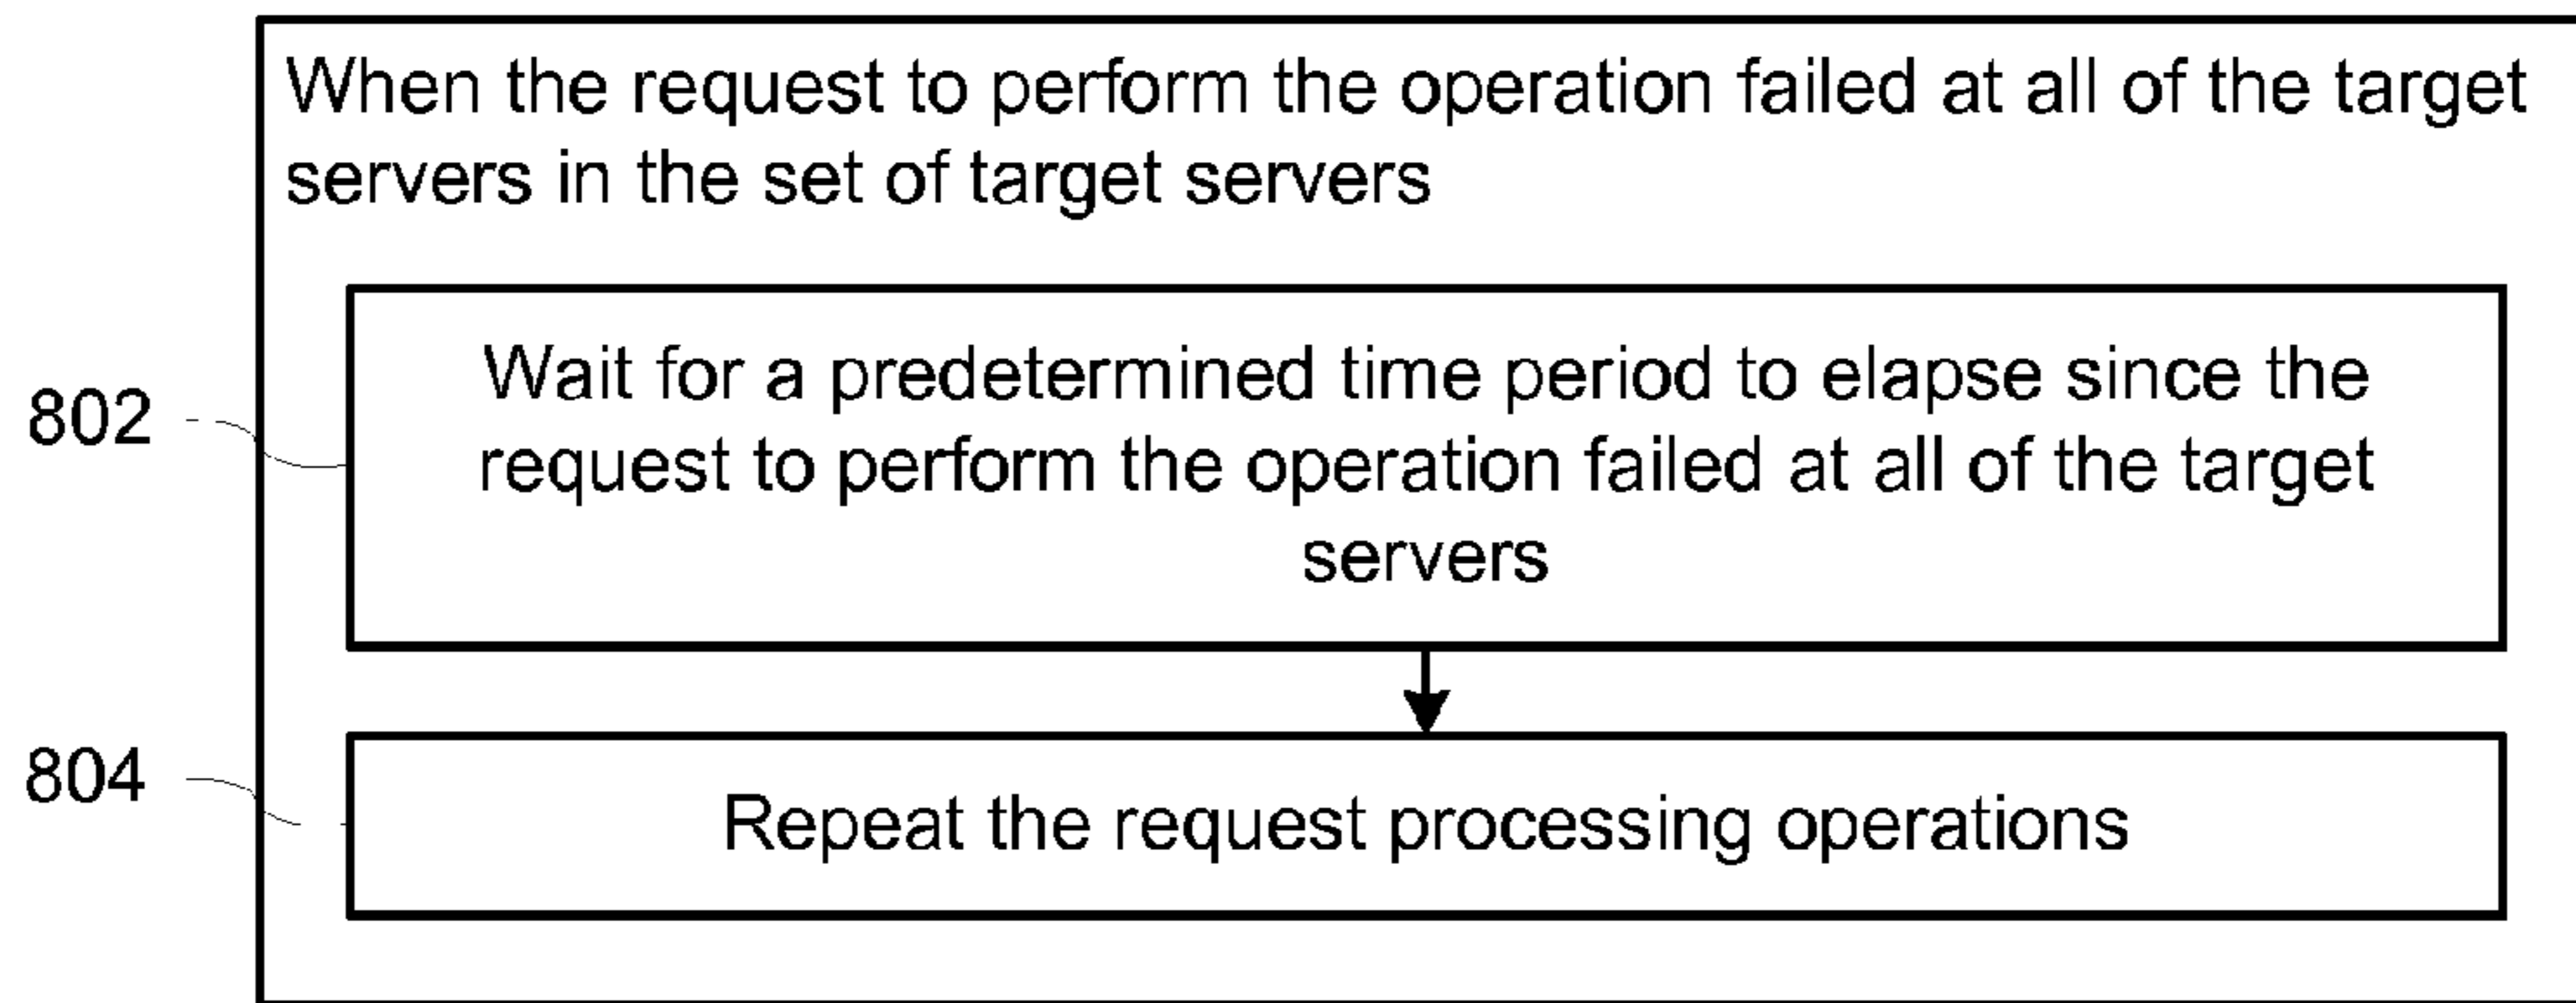 When the request to perform the operation failed at all of the target
servers in the set of target servers
802
Wait for a predetermined time period to elapse since the
request to perform the operation failed at all of the target
servers
804
Repeat the request processing operations